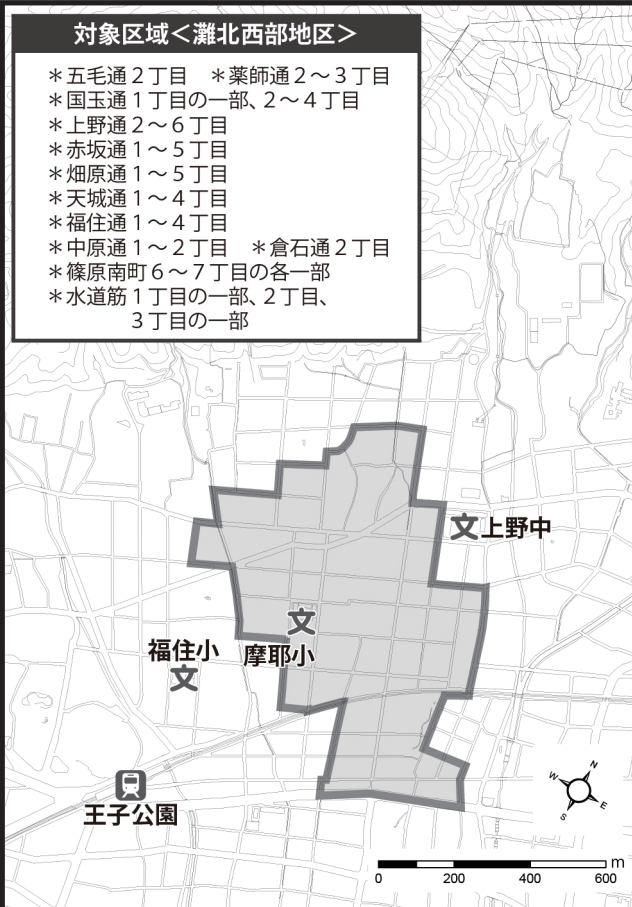 対象区域＜灘北西部地区＞
＊五毛通２丁目　＊薬師通２～３丁目
＊国玉通１丁目の一部、２～４丁目
＊上野通２～６丁目
＊赤坂通１～５丁目
＊畑原通１～５丁目
＊天城通１～４丁目
＊福住通１～４丁目
＊中原通１～２丁目　＊倉石通２丁目
＊篠原南町６～７丁目の各一部
＊水道筋１丁目の一部、２丁目、
３丁目の一部
文上野中
文
福住小
摩耶小
文
王子公園
N
W
E
S
m
0 200 400 600